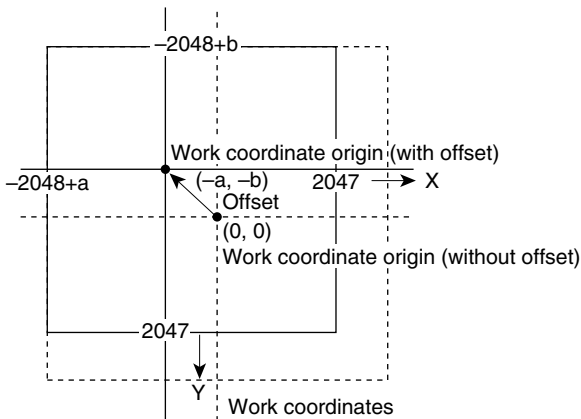 –2048+b
Work coordinate origin (with offset)
–2048+a
(–a, –b)
2047
X
Offset
(0, 0)
Work coordinate origin (without offset)
2047
Y
Work coordinates